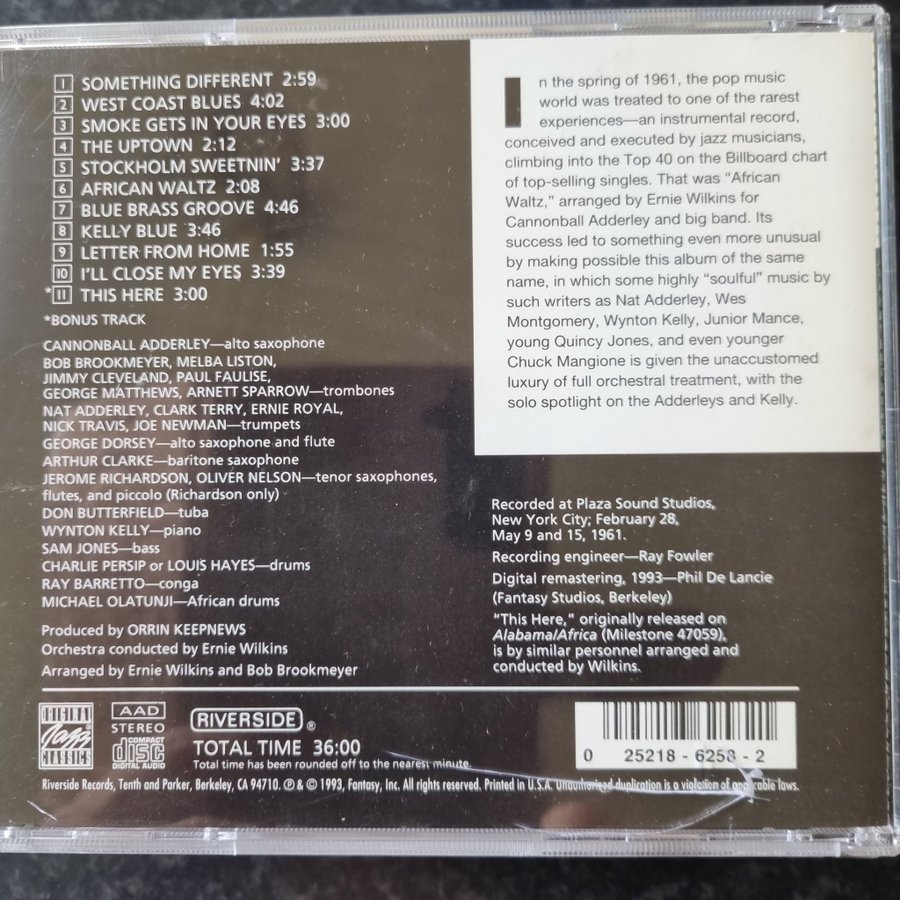 1 SOMETHING DIFFERENT 2:59
2 WEST COAST BLUES 4:02
3 SMOKE GETS IN YOUR EYES 3:00
4 THE UPTOWN 2:12
5 STOCKHOLM SWEETNIN' 3:37
6 AFRICAN WALTZ 2:08
7 BLUE BRASS GROOVE 4:46
8 KELLY BLUE 3:46
9 LETTER FROM HOME 1:55
10 I'LL CLOSE MY EYES 3:39
*11 THIS HERE 3:00
*BONUS TRACK
CANNONBALL ADDERLEY—alto saxophone
BOB BROOKMEYER, MELBA LISTON,
JIMMY CLEVELAND, PAUL FAULISE,
GEORGE MATTHEWS, ARNETT SPARROW—trombones
NAT ADDERLEY, CLARK TERRY, ERNIE ROYAL,
NICK TRAVIS, JOE NEWMAN—trumpets
GEORGE DORSEY—alto saxophone and flute
ARTHUR CLARKE—baritone saxophone
JEROME RICHARDSON, OLIVER NELSON—tenor saxophones,
flutes, and piccolo (Richardson only)
DON BUTTERFIELD—tuba
WYNTON KELLY—piano
SAM JONES—bass
CHARLIE PERSIP or LOUIS HAYES—drums
RAY BARRETTO—conga
MICHAEL OLATUNJI—African drums
Produced by ORRIN KEEPNEWS
Orchestra conducted by Ernie Wilkins
Arranged by Ernie Wilkins and Bob Brookmeyer
In the spring of 1961, the pop music
world was treated to one of the rarest
experiences—an instrumental record,
conceived and executed by jazz musicians,
climbing into the Top 40 on the Billboard chart
of top-selling singles. That was "African
Waltz," arranged by Ernie Wilkins for
Cannonball Adderley and big band. Its
success led to something even more unusual
by making possible this album of the same
name, in which some highly "soulful" music by
such writers as Nat Adderley, Wes
Montgomery, Wynton Kelly, Junior Mance,
young Quincy Jones, and even younger
Chuck Mangione is given the unaccustomed
luxury of full orchestral treatment, with the
solo spotlight on the Adderleys and Kelly.
Recorded at Plaza Sound Studios,
New York City; February 28,
May 9 and 15, 1961.
Recording engineer—Ray Fowler
Digital remastering, 1993—Phil De Lancie
(Fantasy Studios, Berkeley)
"This Here," originally released on
Alabama/Africa (Milestone 47059),
is by similar personnel arranged and
conducted by Wilkins.
ORIGINAL
Jazz
CLASSICS
®
AAD
STEREO
COMPACT
disc
DIGITAL AUDIO
RIVERSIDE®
TOTAL TIME 36:00
Total time has been rounded off to the nearest minute.
0 25218 - 6258 - 2
Riverside Records, Tenth and Parker, Berkeley, CA 94710. ℗ & © 1993, Fantasy, Inc. All rights reserved. Printed in U.S.A. Unauthorized duplication is a violation of applicable laws.